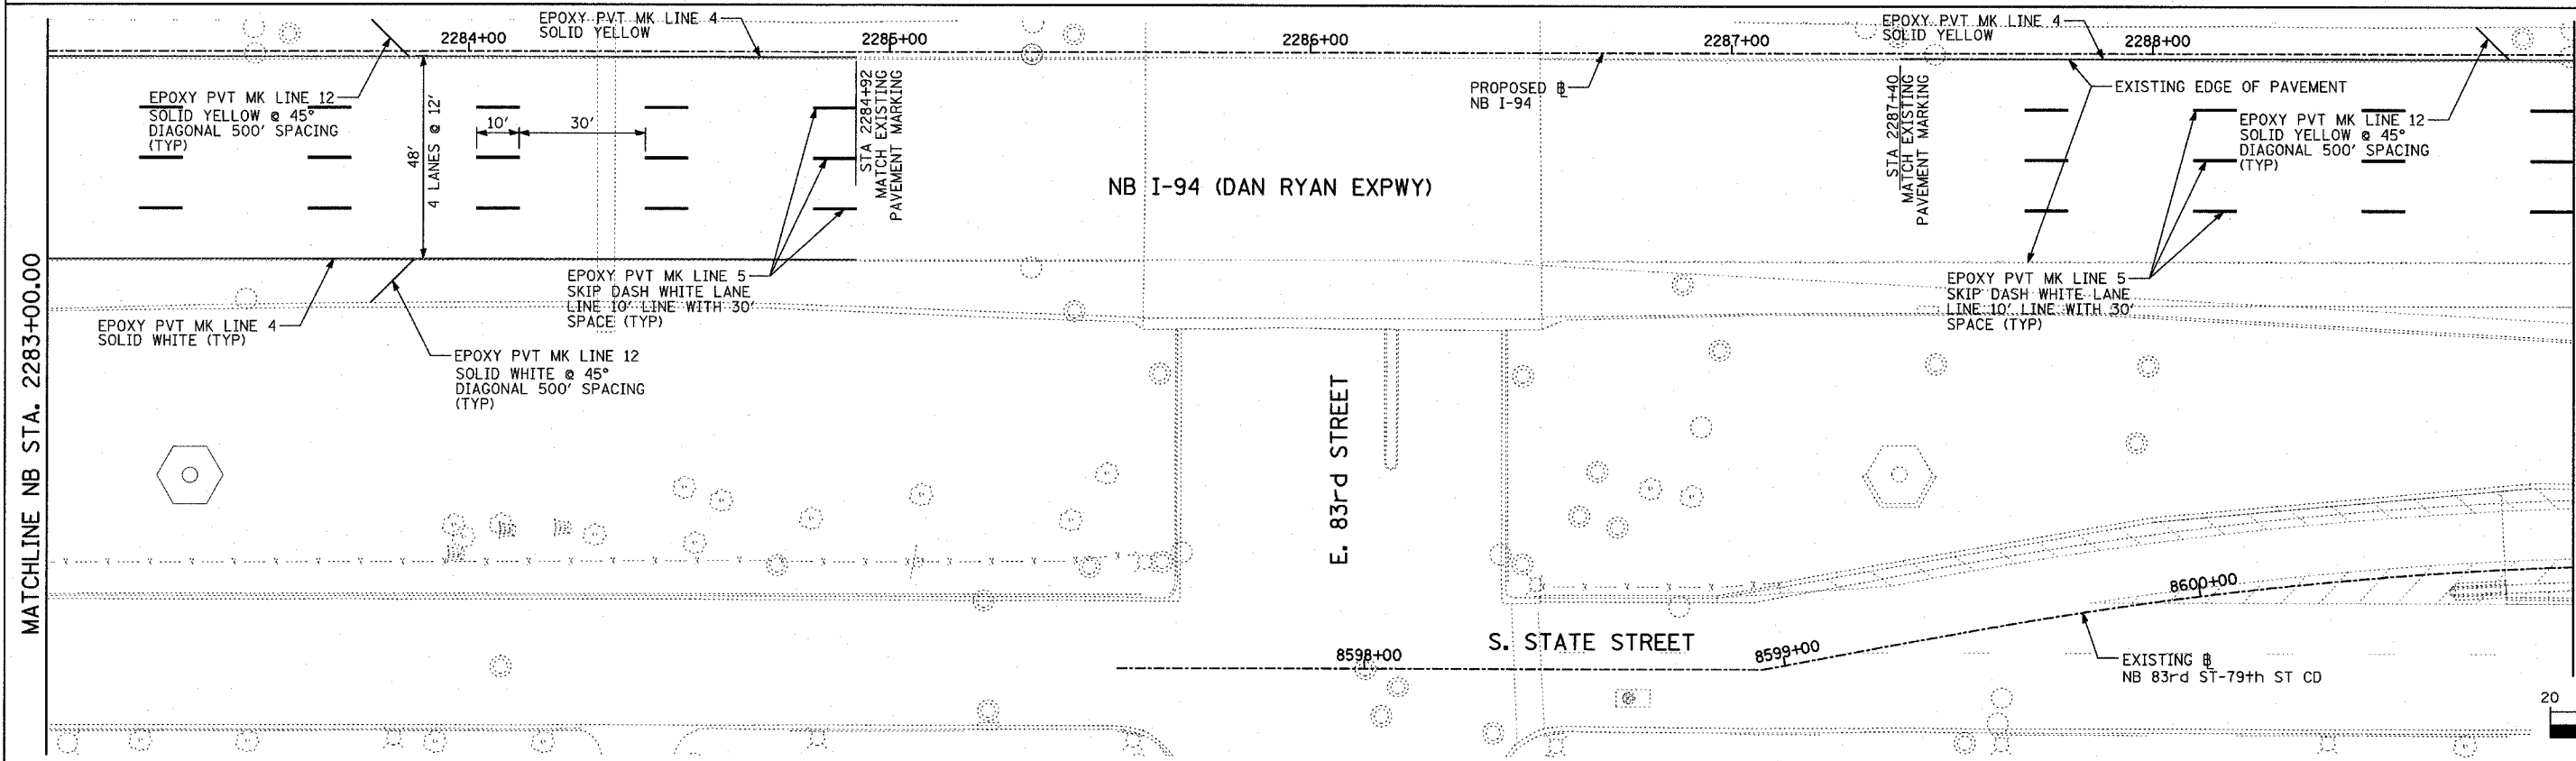 EPOXY PVT MK LINE 4
SOLID YELLOW
EPOXY PVT MK LINE 4
SOLID YELLOW
2284+00
2285+00
2286+00
2287+00
2288+00
EPOXY PVT MK LINE 12
SOLID YELLOW @ 45°
DIAGONAL 500' SPACING
(TYP)
48'
4 LANES @ 12'
10'
30'
STA 2284+92
MATCH EXISTING
PAVEMENT MARKING
PROPOSED
NB I-94
STA 2287+40
MATCH EXISTING
PAVEMENT MARKING
EXISTING EDGE OF PAVEMENT
EPOXY PVT MK LINE 12
SOLID YELLOW @ 45°
DIAGONAL 500' SPACING
(TYP)
NB I-94 (DAN RYAN EXPWY)
EPOXY PVT MK LINE 5
SKIP DASH WHITE LANE
LINE 10' LINE WITH 30'
SPACE (TYP)
EPOXY PVT MK LINE 5
SKIP DASH WHITE LANE
LINE 10' LINE WITH 30'
SPACE (TYP)
EPOXY PVT MK LINE 4
SOLID WHITE (TYP)
EPOXY PVT MK LINE 12
SOLID WHITE @ 45°
DIAGONAL 500' SPACING
(TYP)
MATCHLINE NB STA. 2283+00.00
E. 83rd STREET
S. STATE STREET
8598+00
8599+00
8600+00
EXISTING
NB 83rd ST-79th ST CD
20